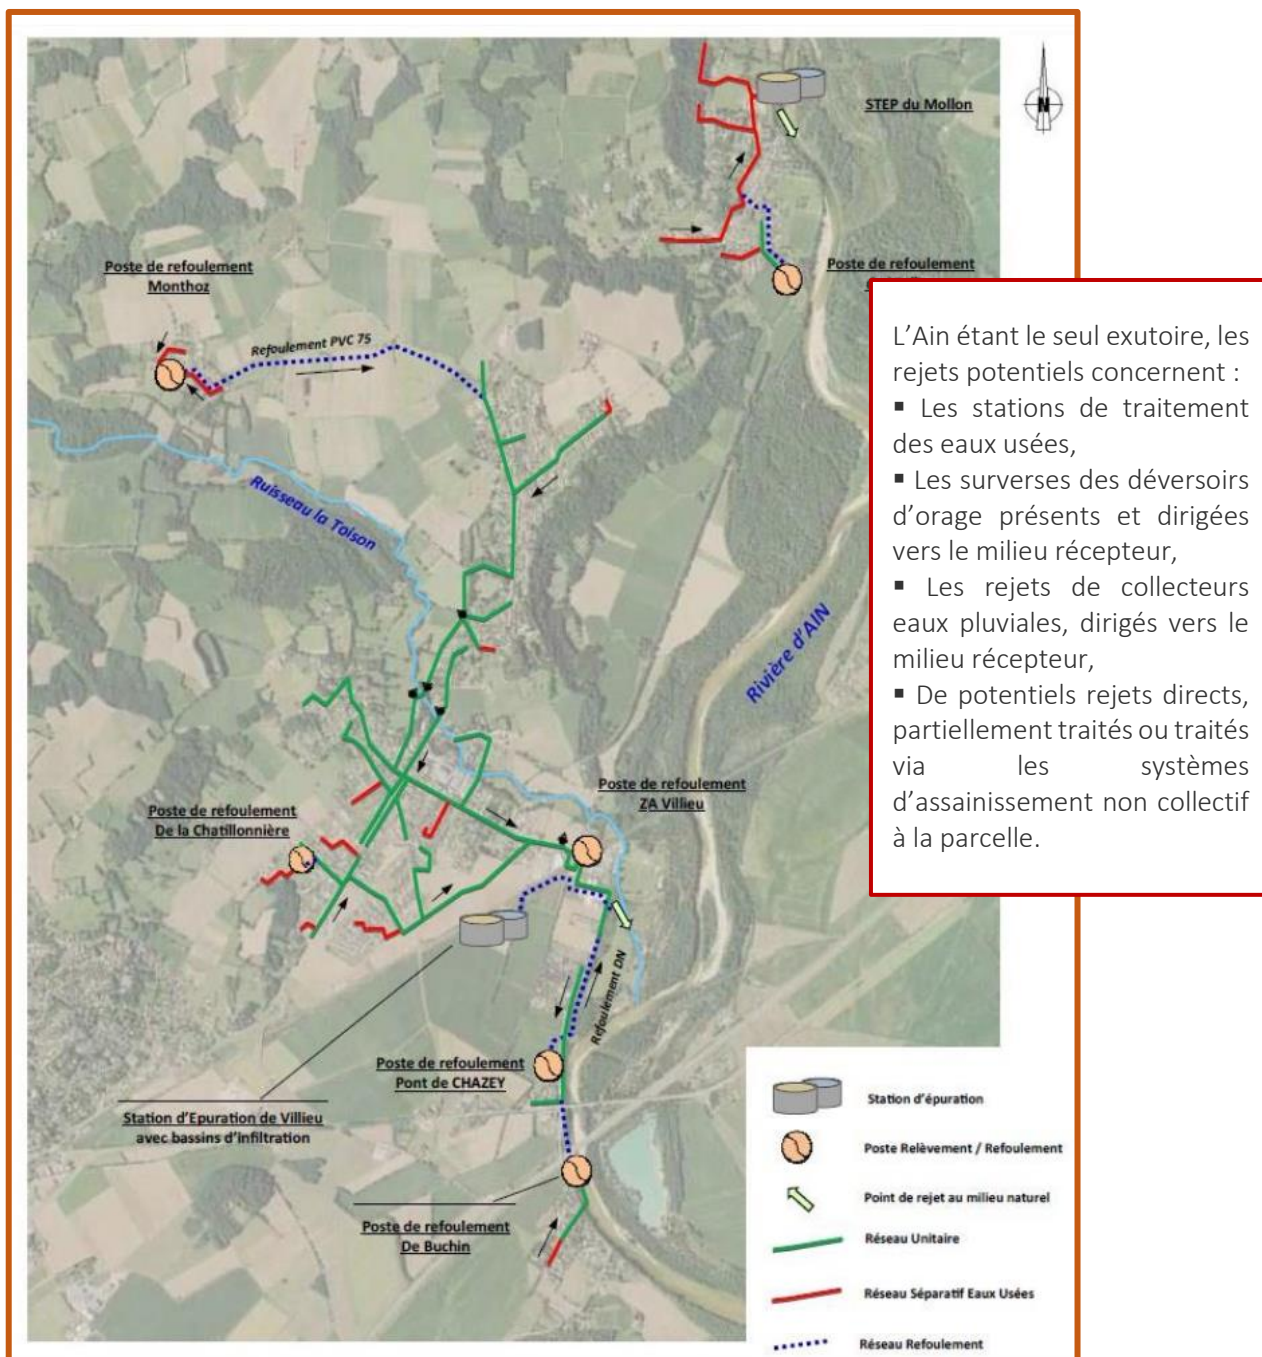 STEP du Mollon
N
Poste de refoulement
Monthoz
Poste de refoulement
Refoulement PVC 75
Ruisseau la Toison
Rivière d'AIN
Poste de refoulement
ZA Villieu
Poste de refoulement
De la Chatillonnière
Refoulement DN
Poste de refoulement
Pont de CHAZEY
Station d'Epuration de Villieu
avec bassins d'infiltration
Poste de refoulement
De Buchin
Station d'épuration
Poste Relèvement / Refoulement
Point de rejet au milieu naturel
Réseau Unitaire
Réseau Séparatif Eaux Usées
Réseau Refoulement
L'Ain étant le seul exutoire, les
rejets potentiels concernent :
▪ Les stations de traitement
des eaux usées,
▪ Les surverses des déversoirs
d'orage présents et dirigées
vers le milieu récepteur,
▪ Les rejets de collecteurs
eaux pluviales, dirigés vers le
milieu récepteur,
▪ De potentiels rejets directs,
partiellement traités ou traités
via les systèmes
d'assainissement non collectif
à la parcelle.